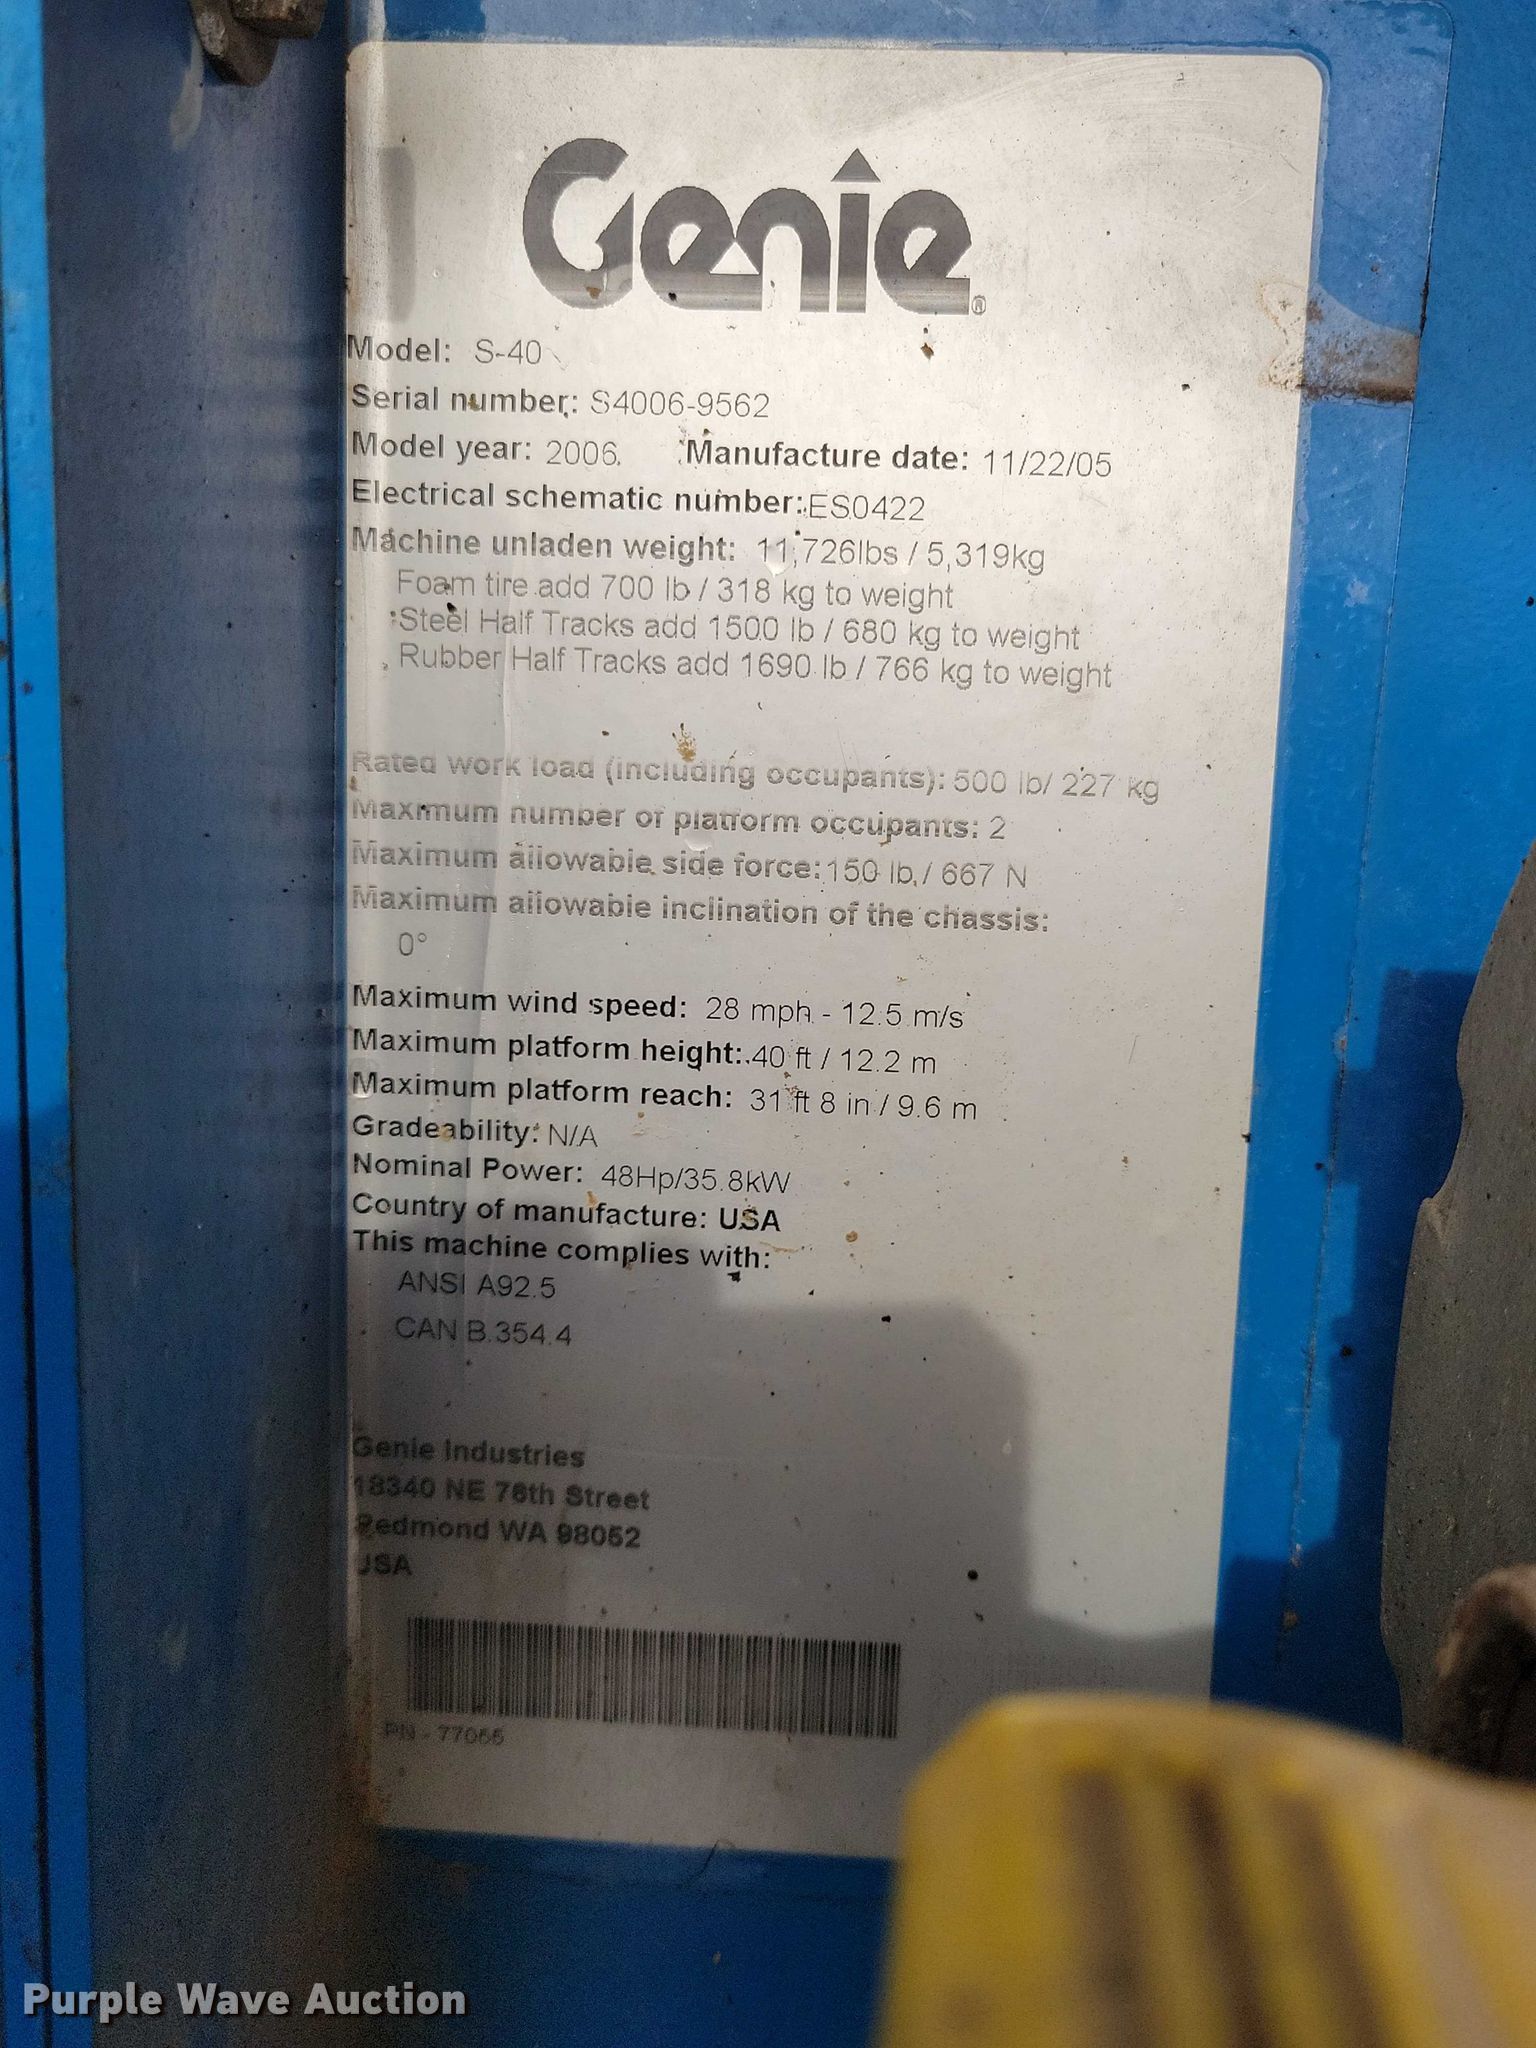 Genie®
Model: S-40
Serial number: S4006-9562
Model year: 2006 Manufacture date: 11/22/05
Electrical schematic number: ES0422
Machine unladen weight: 11,726lbs / 5,319kg
Foam tire add 700 lb / 318 kg to weight
Steel Half Tracks add 1500 lb / 680 kg to weight
Rubber Half Tracks add 1690 lb / 766 kg to weight
Rated work load (including occupants): 500 lb/ 227 kg
Maximum number of platform occupants: 2
Maximum allowable side force: 150 lb / 667 N
Maximum allowable inclination of the chassis:
0°
Maximum wind speed: 28 mph - 12.5 m/s
Maximum platform height: 40 ft / 12.2 m
Maximum platform reach: 31 ft 8 in / 9.6 m
Gradeability: N/A
Nominal Power: 48Hp/35.8kW
Country of manufacture: USA
This machine complies with:
ANSI A92.5
CAN B.354.4
Genie Industries
18340 NE 76th Street
Redmond WA 98052
USA
PN - 77055
Purple Wave Auction